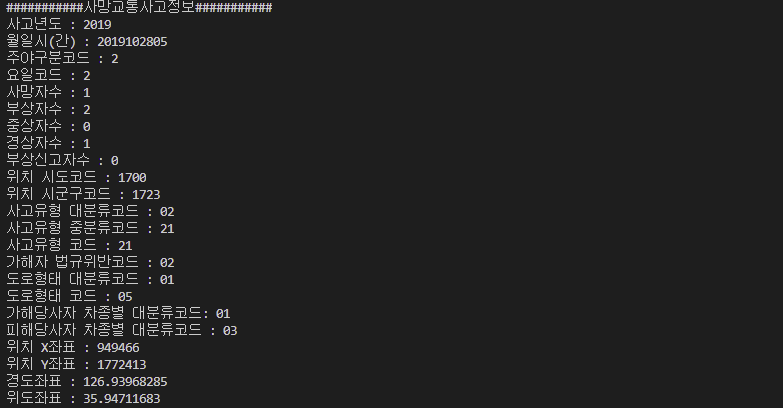 ###########사망교통사고정보###########
사고년도 : 2019
월일시(간) : 2019102805
주야구분코드 : 2
요일코드 : 2
사망자수 : 1
부상자수 : 2
중상자수 : 0
경상자수 : 1
부상신고자수 : 0
위치 시도코드 : 1700
위치 시군구코드 : 1723
사고유형 대분류코드 : 02
사고유형 중분류코드 : 21
사고유형 코드 : 21
가해자 법규위반코드 : 02
도로형태 대분류코드 : 01
도로형태 코드 : 05
가해당사자 차종별 대분류코드: 01
피해당사자 차종별 대분류코드 : 03
위치 X좌표 : 949466
위치 Y좌표 : 1772413
경도좌표 : 126.93968285
위도좌표 : 35.94711683